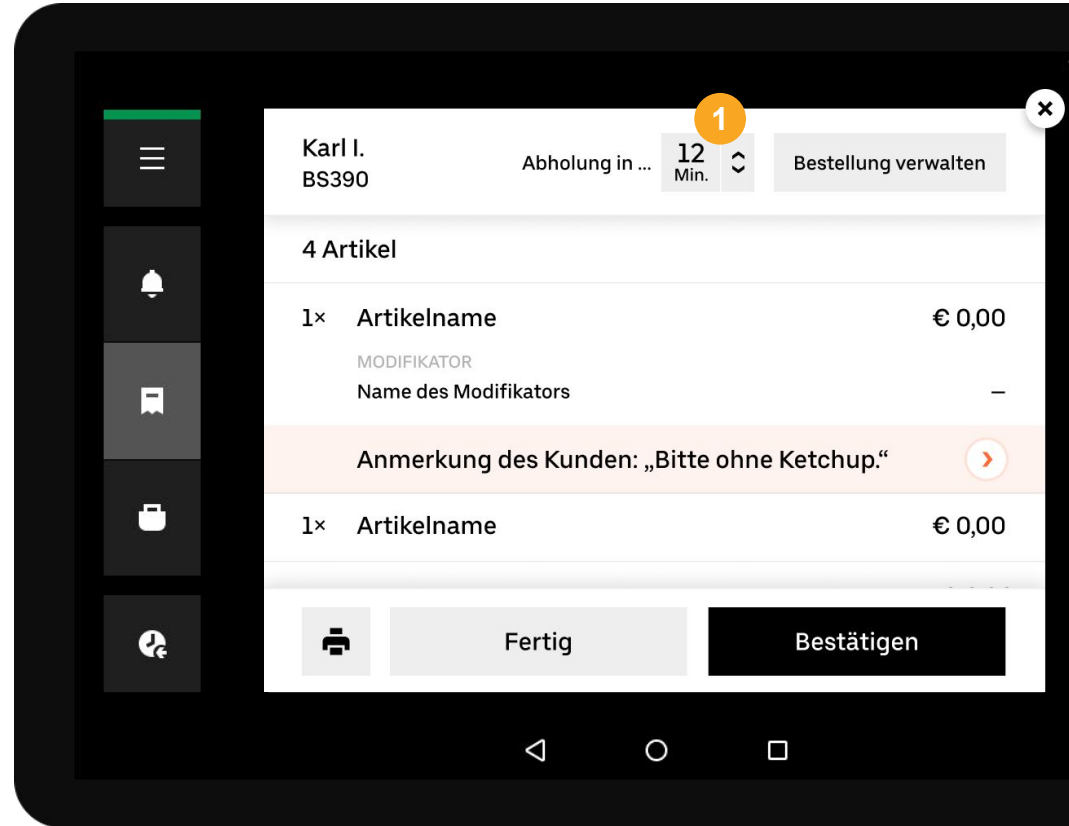 1
Karl I.
BS390
Abholung in ...
12
Min.
Bestellung verwalten
4 Artikel
1× Artikelname € 0,00
MODIFIKATOR
Name des Modifikators –
Anmerkung des Kunden: „Bitte ohne Ketchup.“
1× Artikelname € 0,00
Fertig
Bestätigen